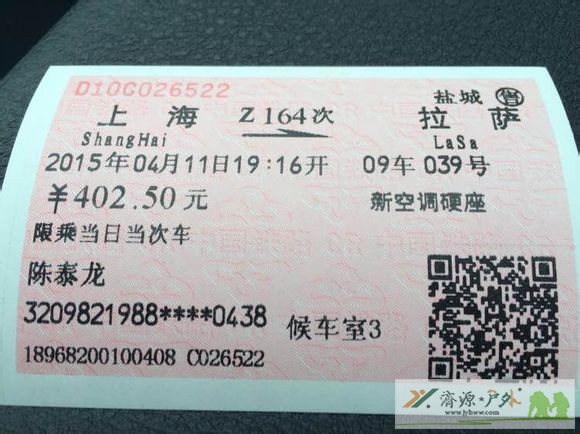 D10C026522
盐城 售
上海 Z164次 拉萨
ShangHai LaSa
2015年04月11日19:16开 09车 039号
￥402.50元 新空调硬座
限乘当日当次车
陈泰龙
3209821988****0438 候车室3
18968200100408 C026522
济源·户外
www.jyhww.com